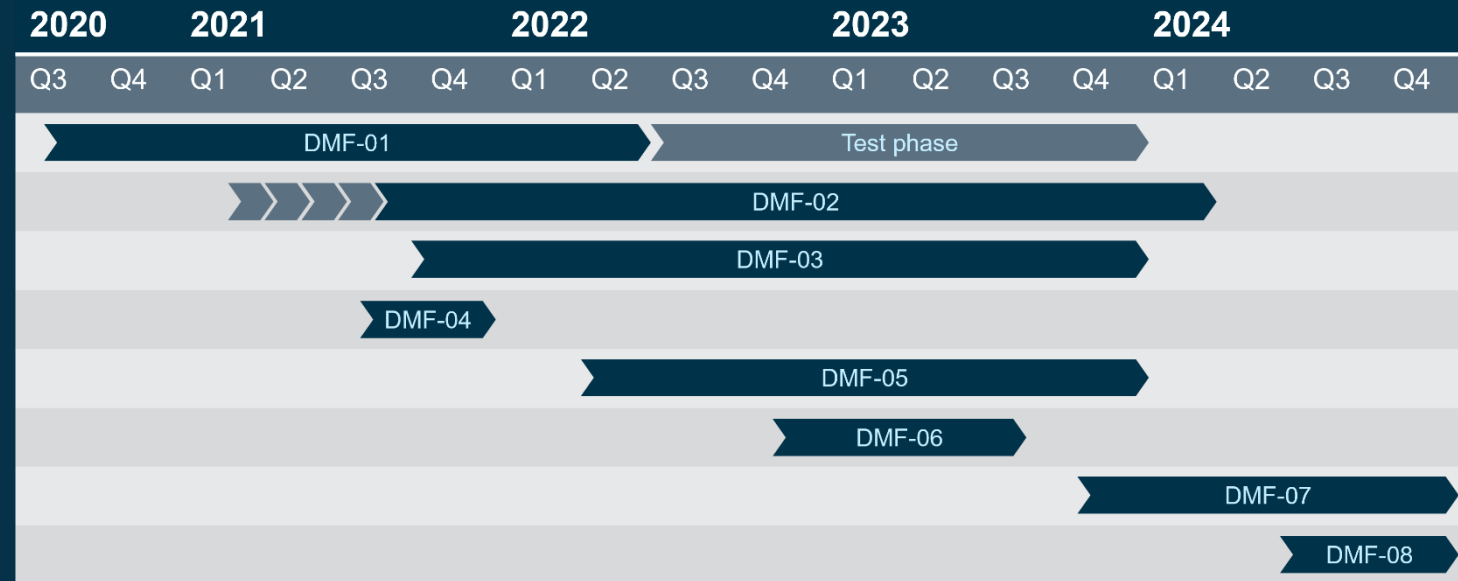 2020 2021 2022 2023 2024
Q3 Q4 Q1 Q2 Q3 Q4 Q1 Q2 Q3 Q4 Q1 Q2 Q3 Q4 Q1 Q2 Q3 Q4
DMF-01 Test phase
DMF-02
DMF-03
DMF-04
DMF-05
DMF-06
DMF-07
DMF-08